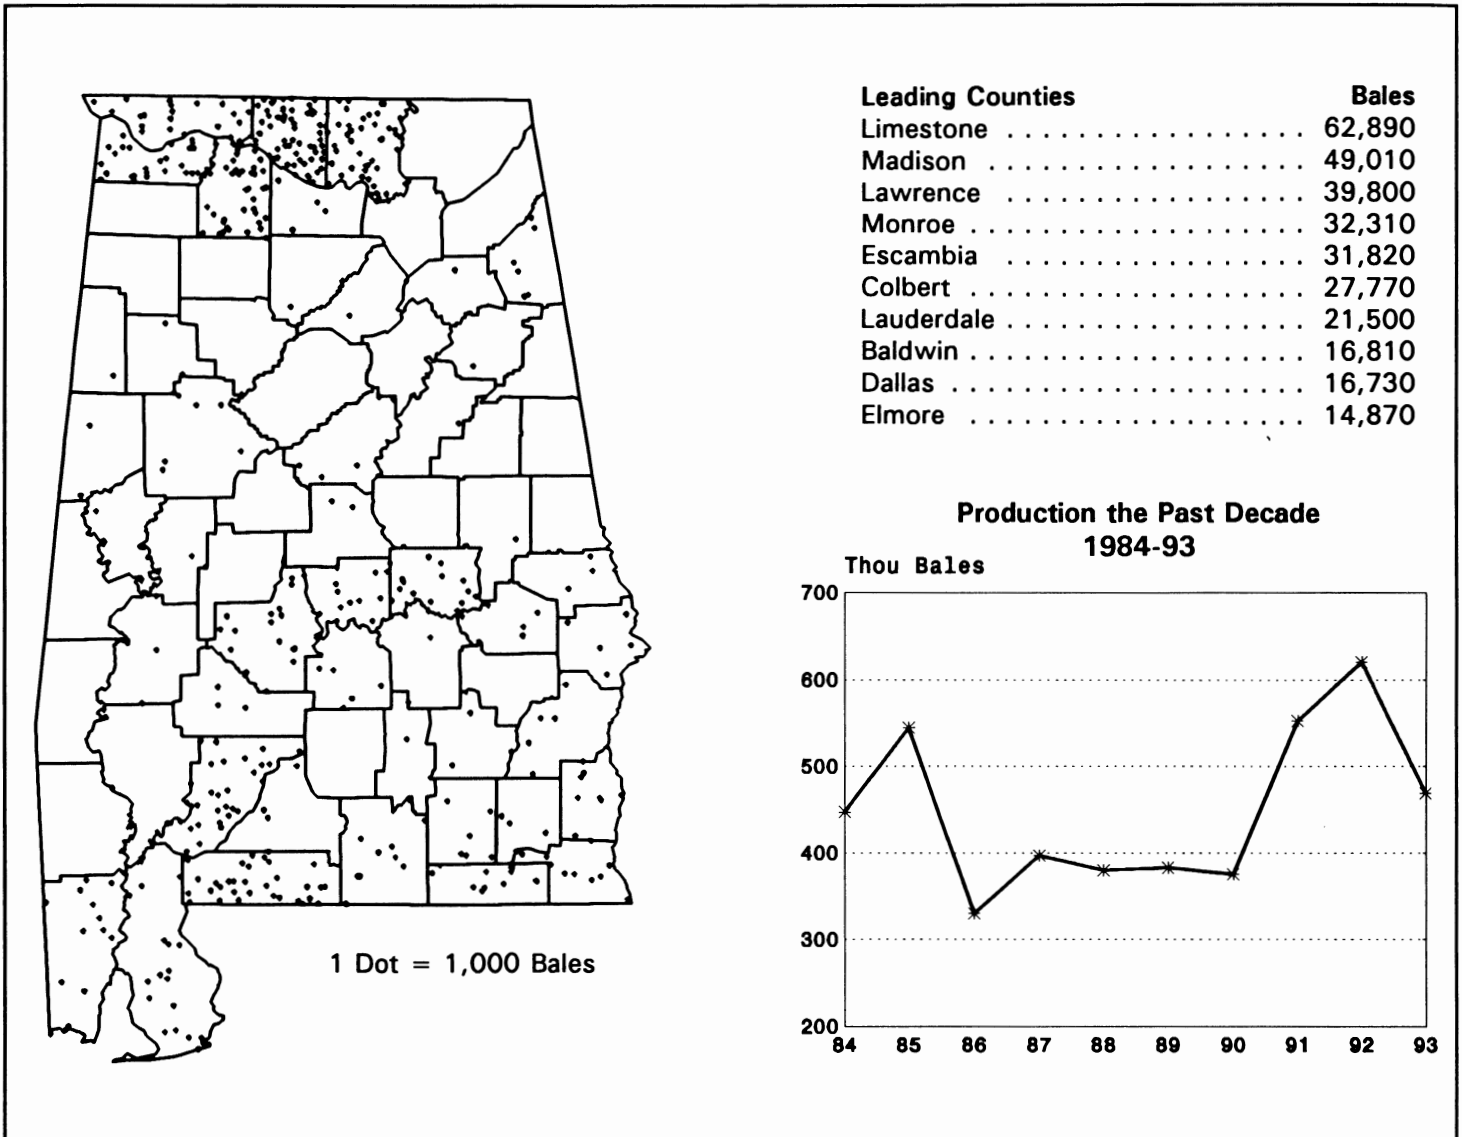 Leading Counties Bales
Limestone . . . . . . . . . . . . . . . . . 62,890
Madison . . . . . . . . . . . . . . . . . . 49,010
Lawrence . . . . . . . . . . . . . . . . . 39,800
Monroe . . . . . . . . . . . . . . . . . . . 32,310
Escambia . . . . . . . . . . . . . . . . . 31,820
Colbert . . . . . . . . . . . . . . . . . . . 27,770
Lauderdale . . . . . . . . . . . . . . . . . 21,500
Baldwin . . . . . . . . . . . . . . . . . . . 16,810
Dallas . . . . . . . . . . . . . . . . . . . . 16,730
Elmore . . . . . . . . . . . . . . . . . . . 14,870
1 Dot = 1,000 Bales
Production the Past Decade
1984-93
Thou Bales
700
600
500
400
300
200
84 85 86 87 88 89 90 91 92 93